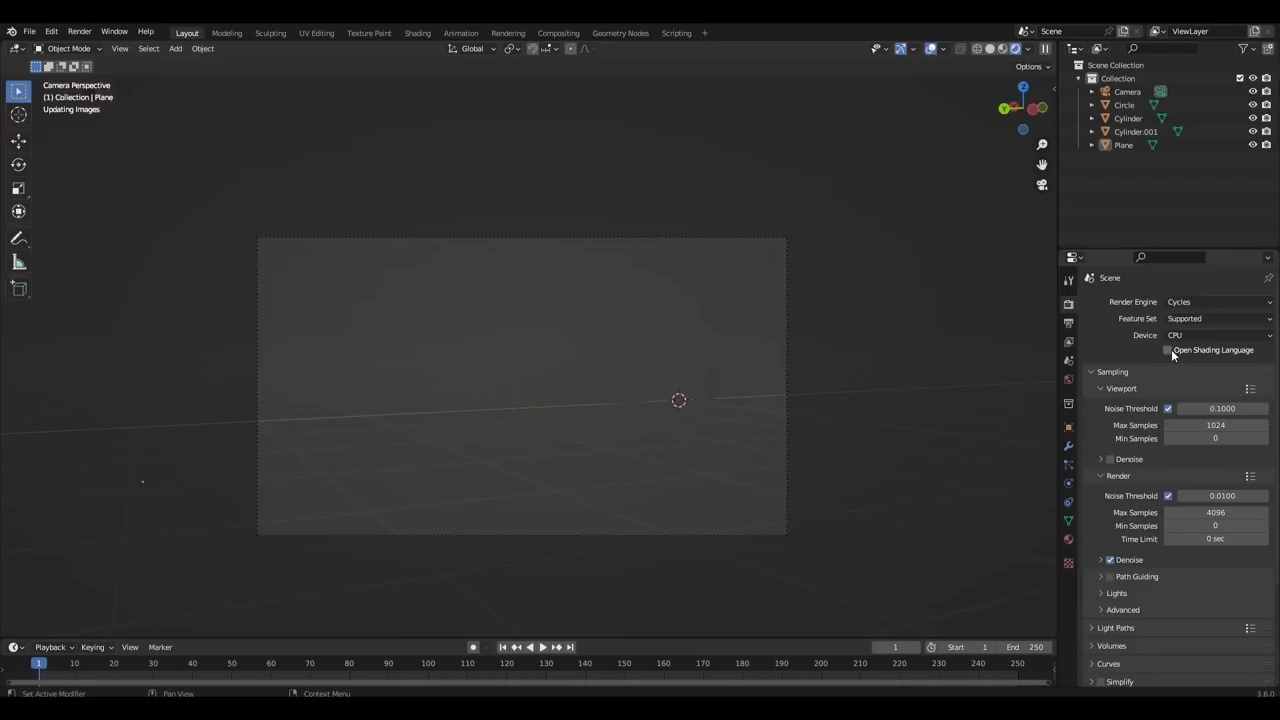 File Edit Render Window Help Layout Modeling Sculpting UV Editing Texture Paint Shading Animation Rendering Compositing Geometry Nodes Scripting + Scene ViewLayer
Object Mode View Select Add Object Global
Options
Camera Perspective
(1) Collection | Plane
Updating Images
Z
Y
Scene Collection
Collection
Camera
Circle
Cylinder
Cylinder.001
Plane
Scene
Render Engine Cycles
Feature Set Supported
Device CPU
Open Shading Language
Sampling
Viewport
Noise Threshold 0.1000
Max Samples 1024
Min Samples 0
Denoise
Render
Noise Threshold 0.0100
Max Samples 4096
Min Samples 0
Time Limit 0 sec
Denoise
Path Guiding
Lights
Advanced
Light Paths
Volumes
Curves
Simplify
Playback Keying View Marker 1 Start 1 End 250
1 10 20 30 40 50 60 70 80 90 100 110 120 130 140 150 160 170 180 190 200 210 220 230 240 250
Set Active Modifier Pan View Context Menu 3.6.0